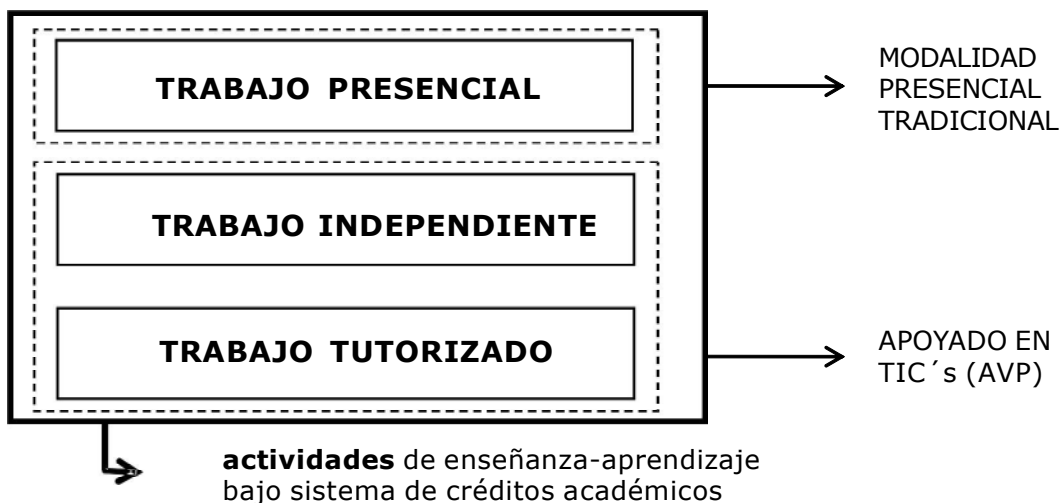 TRABAJO PRESENCIAL
MODALIDAD
PRESENCIAL
TRADICIONAL
TRABAJO INDEPENDIENTE
TRABAJO TUTORIZADO
APOYADO EN
TIC´s (AVP)
actividades de enseñanza-aprendizaje
bajo sistema de créditos académicos